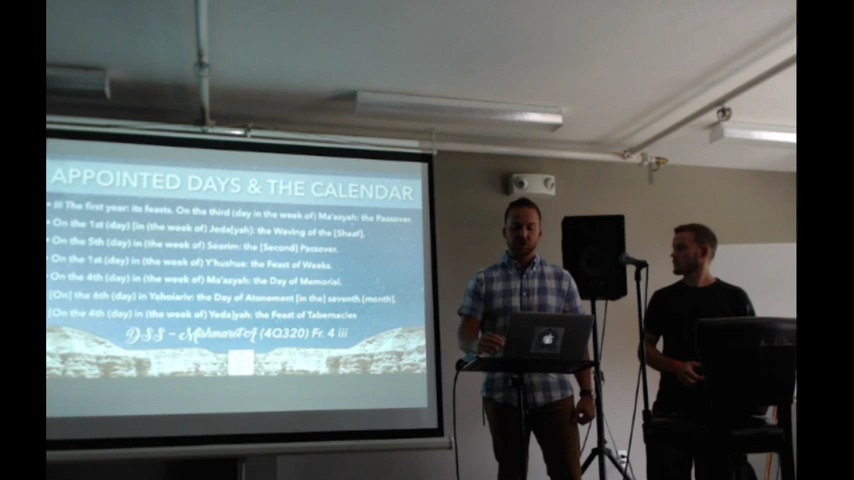 APPOINTED DAYS & THE CALENDAR
• iii The first year: its feasts. On the third (day in the week of) Ma'azyah: the Passover.
• On the 1st (day) [in (the week of) Jeda[yah: the Waving of the [Sheaf].
• On the 5th (day) in (the week of) Seorim: the [Second] Passover.
• On the 1st (day) in (the week of) Y'hushua: the Feast of Weeks.
• On the 4th (day) in (the week of) Ma'azyah: the Day of Memorial.
[On] the 6th (day) in Yahoiariv: the Day of Atonement [in the] seventh [month].
[On the 4th (day) in (the week of) Yeda]yah: the Feast of Tabernacles
DSS - Mishmarot A (4Q320) Fr. 4 iii